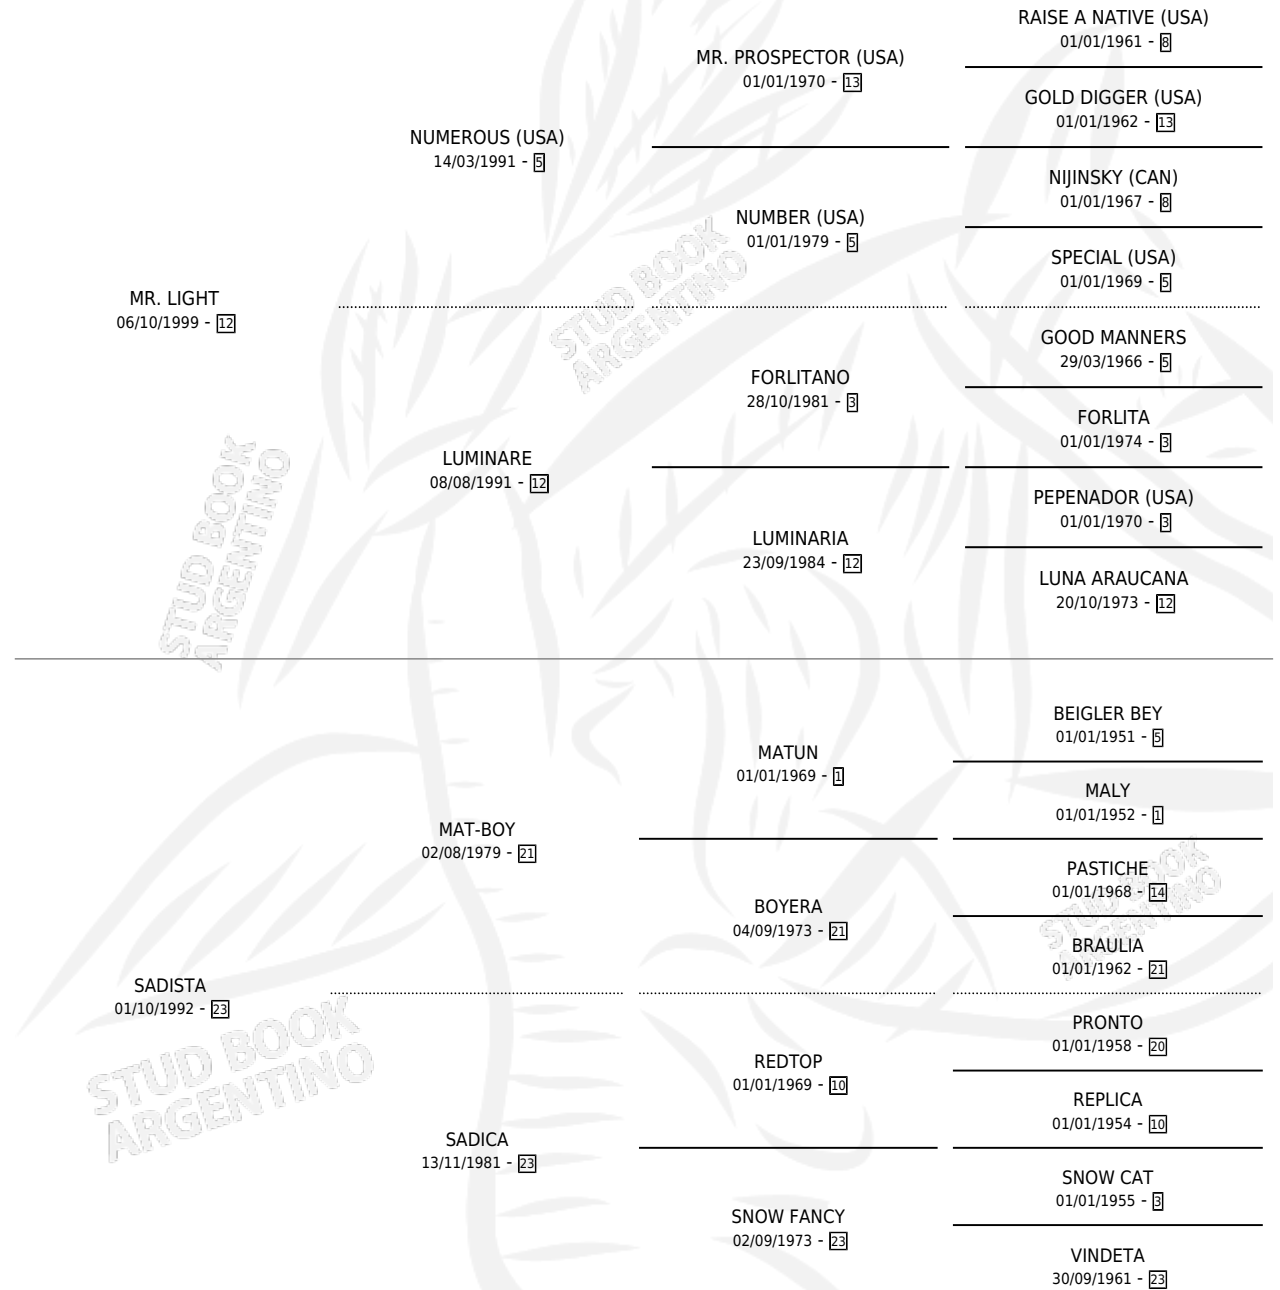 RAISE A NATIVE (USA)
01/01/1961 - 8
MR. PROSPECTOR (USA)
01/01/1970 - 13
GOLD DIGGER (USA)
01/01/1962 - 13
NUMEROUS (USA)
14/03/1991 - 5
NIJINSKY (CAN)
01/01/1967 - 8
NUMBER (USA)
01/01/1979 - 5
SPECIAL (USA)
01/01/1969 - 5
MR. LIGHT
06/10/1999 - 12
STUD BOOK
ARGENTINO
GOOD MANNERS
29/03/1966 - 5
FORLITANO
28/10/1981 - 3
FORLITA
01/01/1974 - 3
LUMINARE
08/08/1991 - 12
PEPENADOR (USA)
01/01/1970 - 3
LUMINARIA
23/09/1984 - 12
LUNA ARAUCANA
20/10/1973 - 12
STUD BOOK
ARGENTINO
BEIGLER BEY
01/01/1951 - 5
MATUN
01/01/1969 - 1
MALY
01/01/1952 - 1
MAT-BOY
02/08/1979 - 21
PASTICHE
01/01/1968 - 14
STUD BOOK
ARGENTINO
BOYERA
04/09/1973 - 21
BRAULIA
01/01/1962 - 21
SADISTA
01/10/1992 - 23
PRONTO
01/01/1958 - 20
REDTOP
01/01/1969 - 10
STUD BOOK
ARGENTINO
REPLICA
01/01/1954 - 10
SADICA
13/11/1981 - 23
SNOW CAT
01/01/1955 - 3
SNOW FANCY
02/09/1973 - 23
VINDETA
30/09/1961 - 23